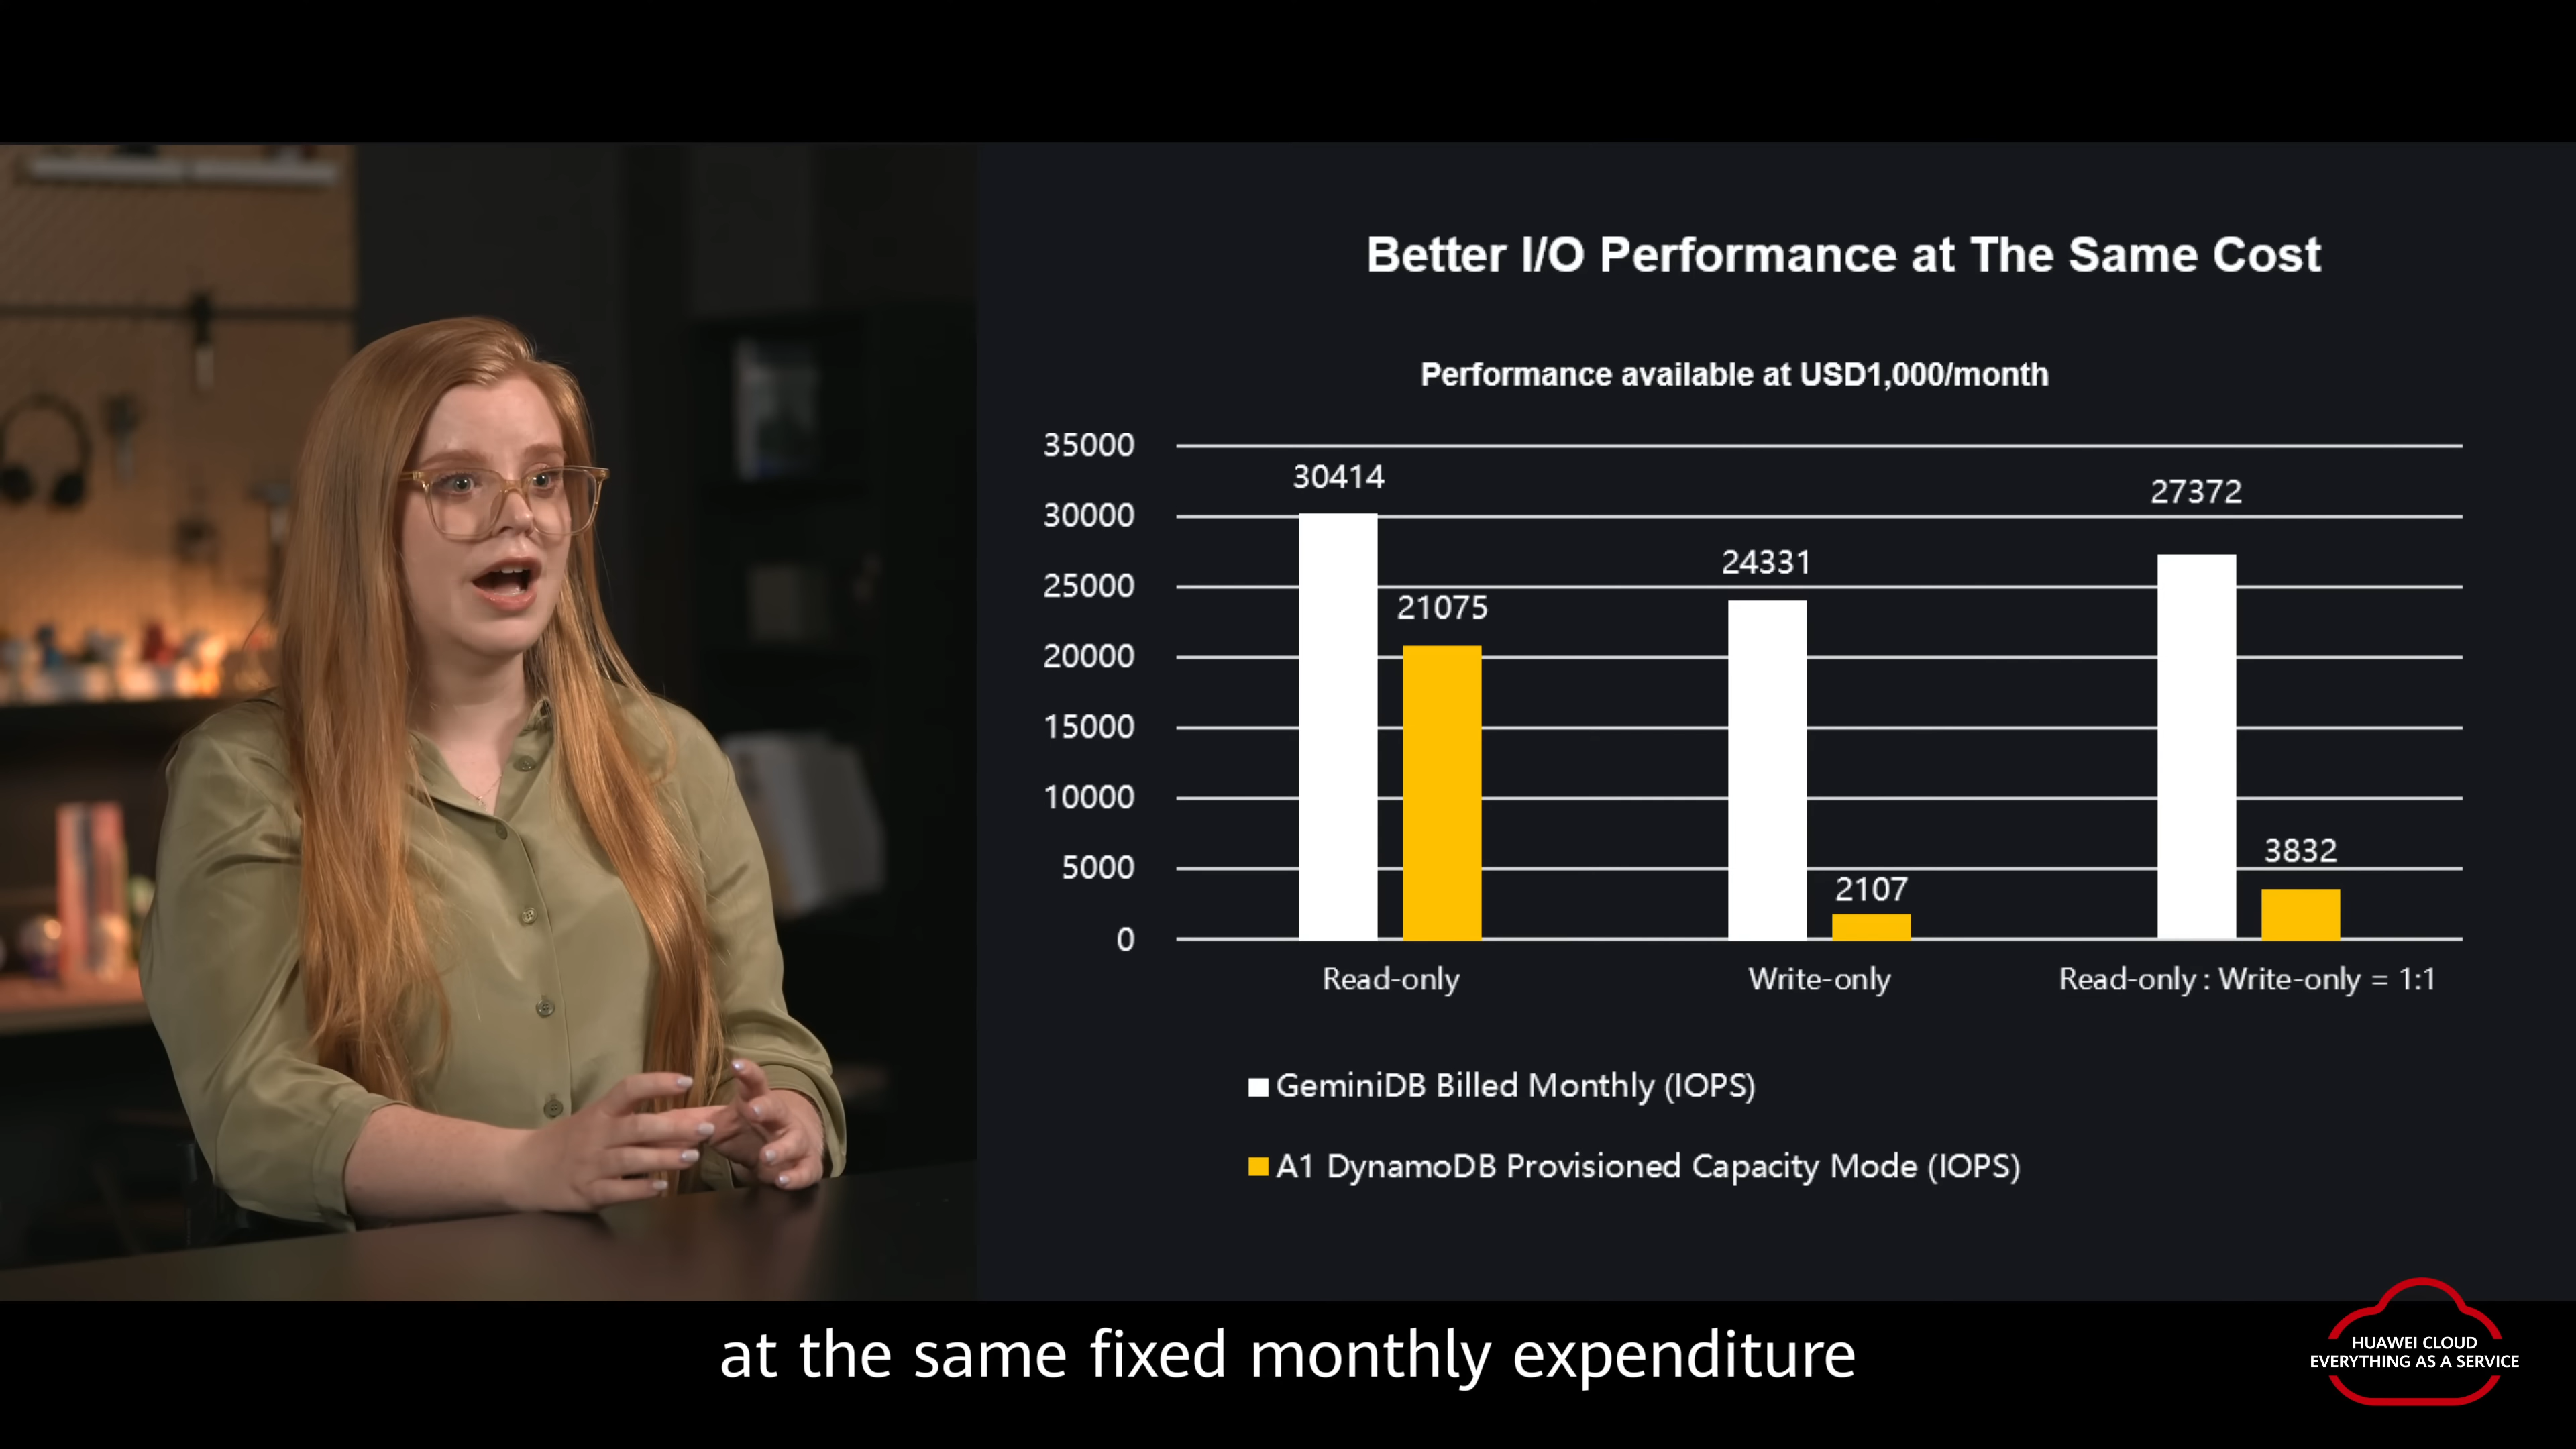 Better I/O Performance at The Same Cost
Performance available at USD1,000/month
35000
30000
25000
20000
15000
10000
5000
0
30414
21075
24331
2107
27372
3832
Read-only
Write-only
Read-only : Write-only = 1:1
GeminiDB Billed Monthly (IOPS)
A1 DynamoDB Provisioned Capacity Mode (IOPS)
at the same fixed monthly expenditure
HUAWEI CLOUD
EVERYTHING AS A SERVICE